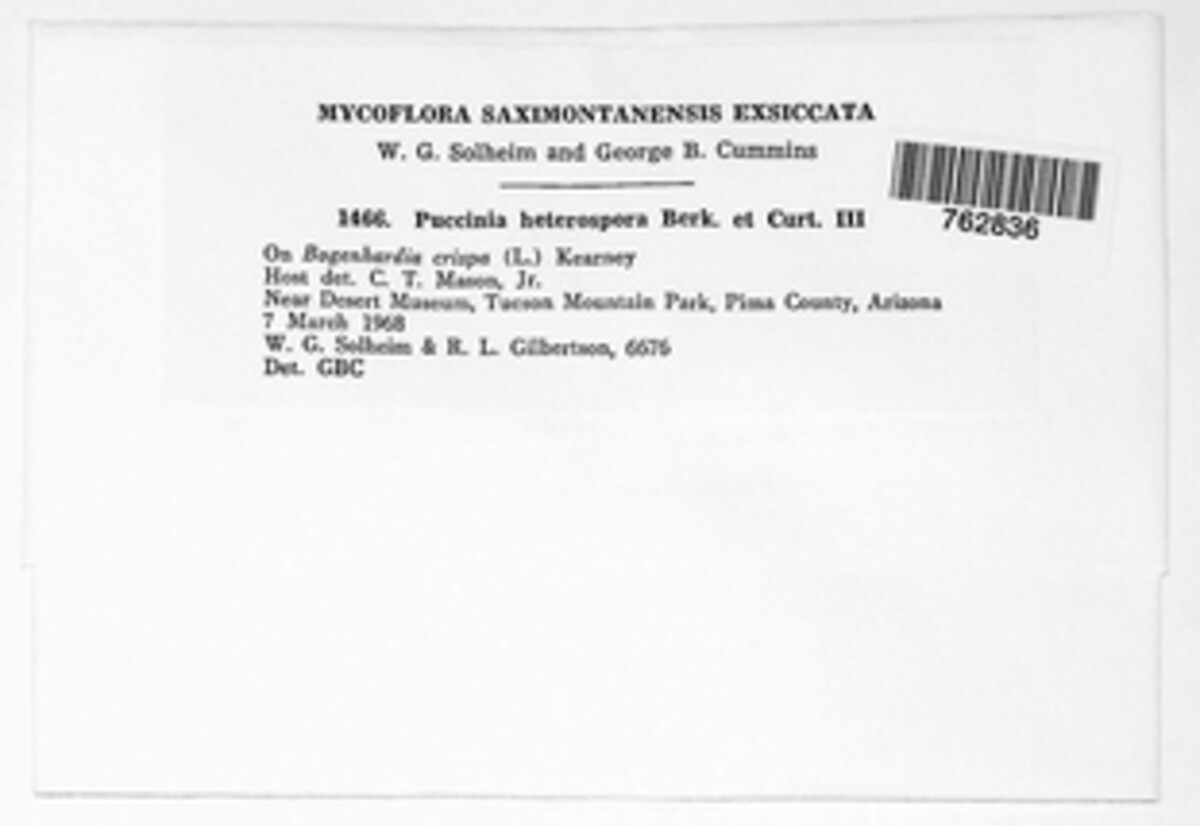 MYCOFLORA SAXIMONTANENSIS EXSICCATA
W. G. Solheim and George B. Cummins
1466. Puccinia heterospora Berk. et Curt. III
762836
On Bogenhardia crispa (L.) Kearney
Host det. C. T. Mason, Jr.
Near Desert Museum, Tucson Mountain Park, Pima County, Arizona
7 March 1968
W. G. Solheim & R. L. Gilbertson, 6676
Det. GBC